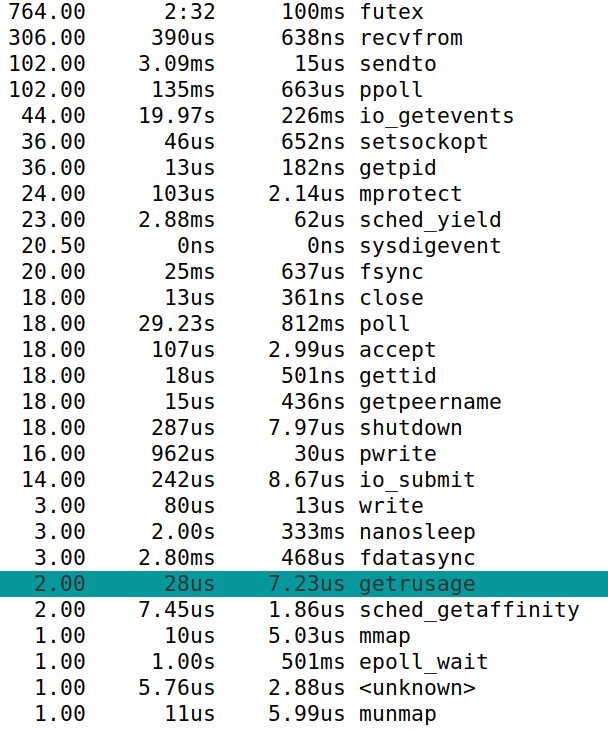 764.00 2:32 100ms futex
306.00 390us 638ns recvfrom
102.00 3.09ms 15us sendto
102.00 135ms 663us ppoll
44.00 19.97s 226ms io_getevents
36.00 46us 652ns setsockopt
36.00 13us 182ns getpid
24.00 103us 2.14us mprotect
23.00 2.88ms 62us sched_yield
20.50 0ns 0ns sysdigevent
20.00 25ms 637us fsync
18.00 13us 361ns close
18.00 29.23s 812ms poll
18.00 107us 2.99us accept
18.00 18us 501ns gettid
18.00 15us 436ns getpeername
18.00 287us 7.97us shutdown
16.00 962us 30us pwrite
14.00 242us 8.67us io_submit
3.00 80us 13us write
3.00 2.00s 333ms nanosleep
3.00 2.80ms 468us fdatasync
2.00 28us 7.23us getrusage
2.00 7.45us 1.86us sched_getaffinity
1.00 10us 5.03us mmap
1.00 1.00s 501ms epoll_wait
1.00 5.76us 2.88us <unknown>
1.00 11us 5.99us munmap